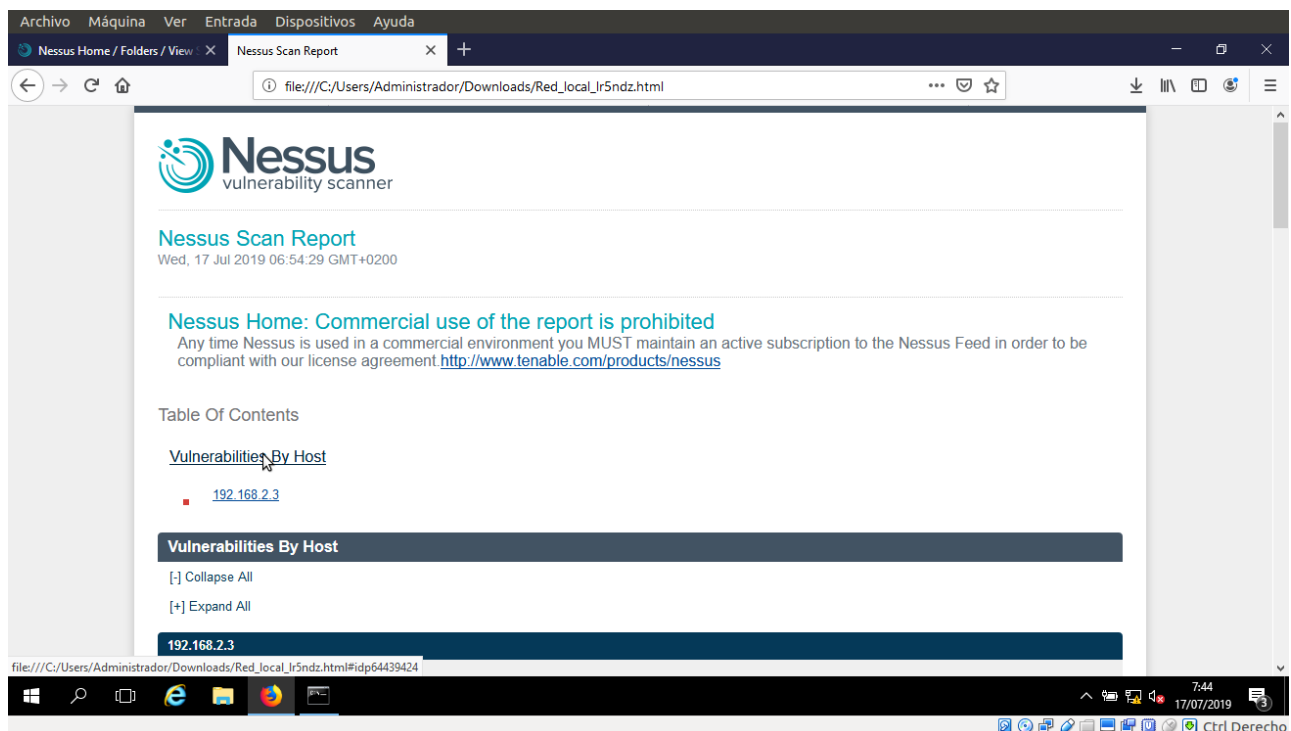 Archivo Máquina Ver Entrada Dispositivos Ayuda
Nessus Home / Folders / View S
Nessus Scan Report
file:///C:/Users/Administrador/Downloads/Red_local_lr5ndz.html
Nessus
vulnerability scanner
Nessus Scan Report
Wed, 17 Jul 2019 06:54:29 GMT+0200
Nessus Home: Commercial use of the report is prohibited
Any time Nessus is used in a commercial environment you MUST maintain an active subscription to the Nessus Feed in order to be
compliant with our license agreement.http://www.tenable.com/products/nessus
Table Of Contents
Vulnerabilities By Host
192.168.2.3
Vulnerabilities By Host
[-] Collapse All
[+] Expand All
192.168.2.3
file:///C:/Users/Administrador/Downloads/Red_local_lr5ndz.html#idp64439424
7:44
17/07/2019
3
Ctrl Derecho